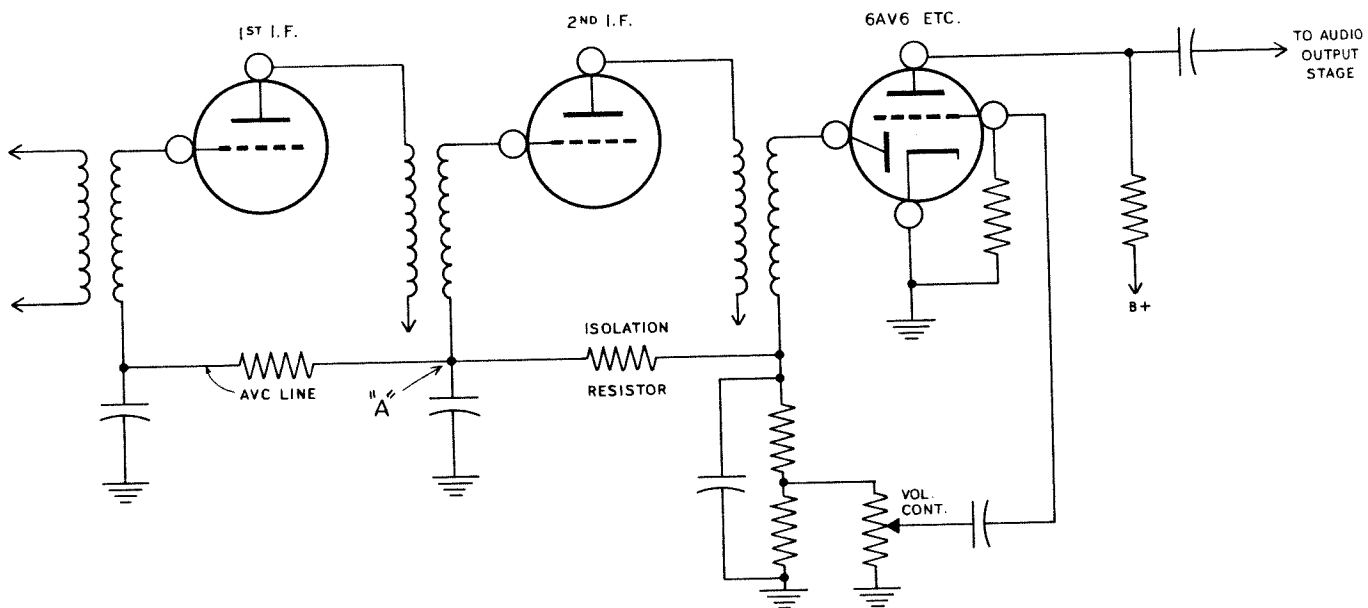 1ST I.F.
2ND I.F.
6AV6 ETC.
TO AUDIO
OUTPUT
STAGE
B+
ISOLATION
RESISTOR
AVC LINE
"A"
VOL.
CONT.